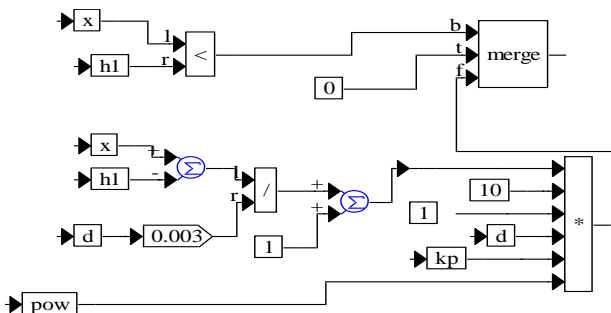 x
l
b
h1
r
<
t
merge
0
f
x
+
Σ
l
h1
-
/
+
Σ
r
10
1
+
*
d
0.003
1
d
kp
pow